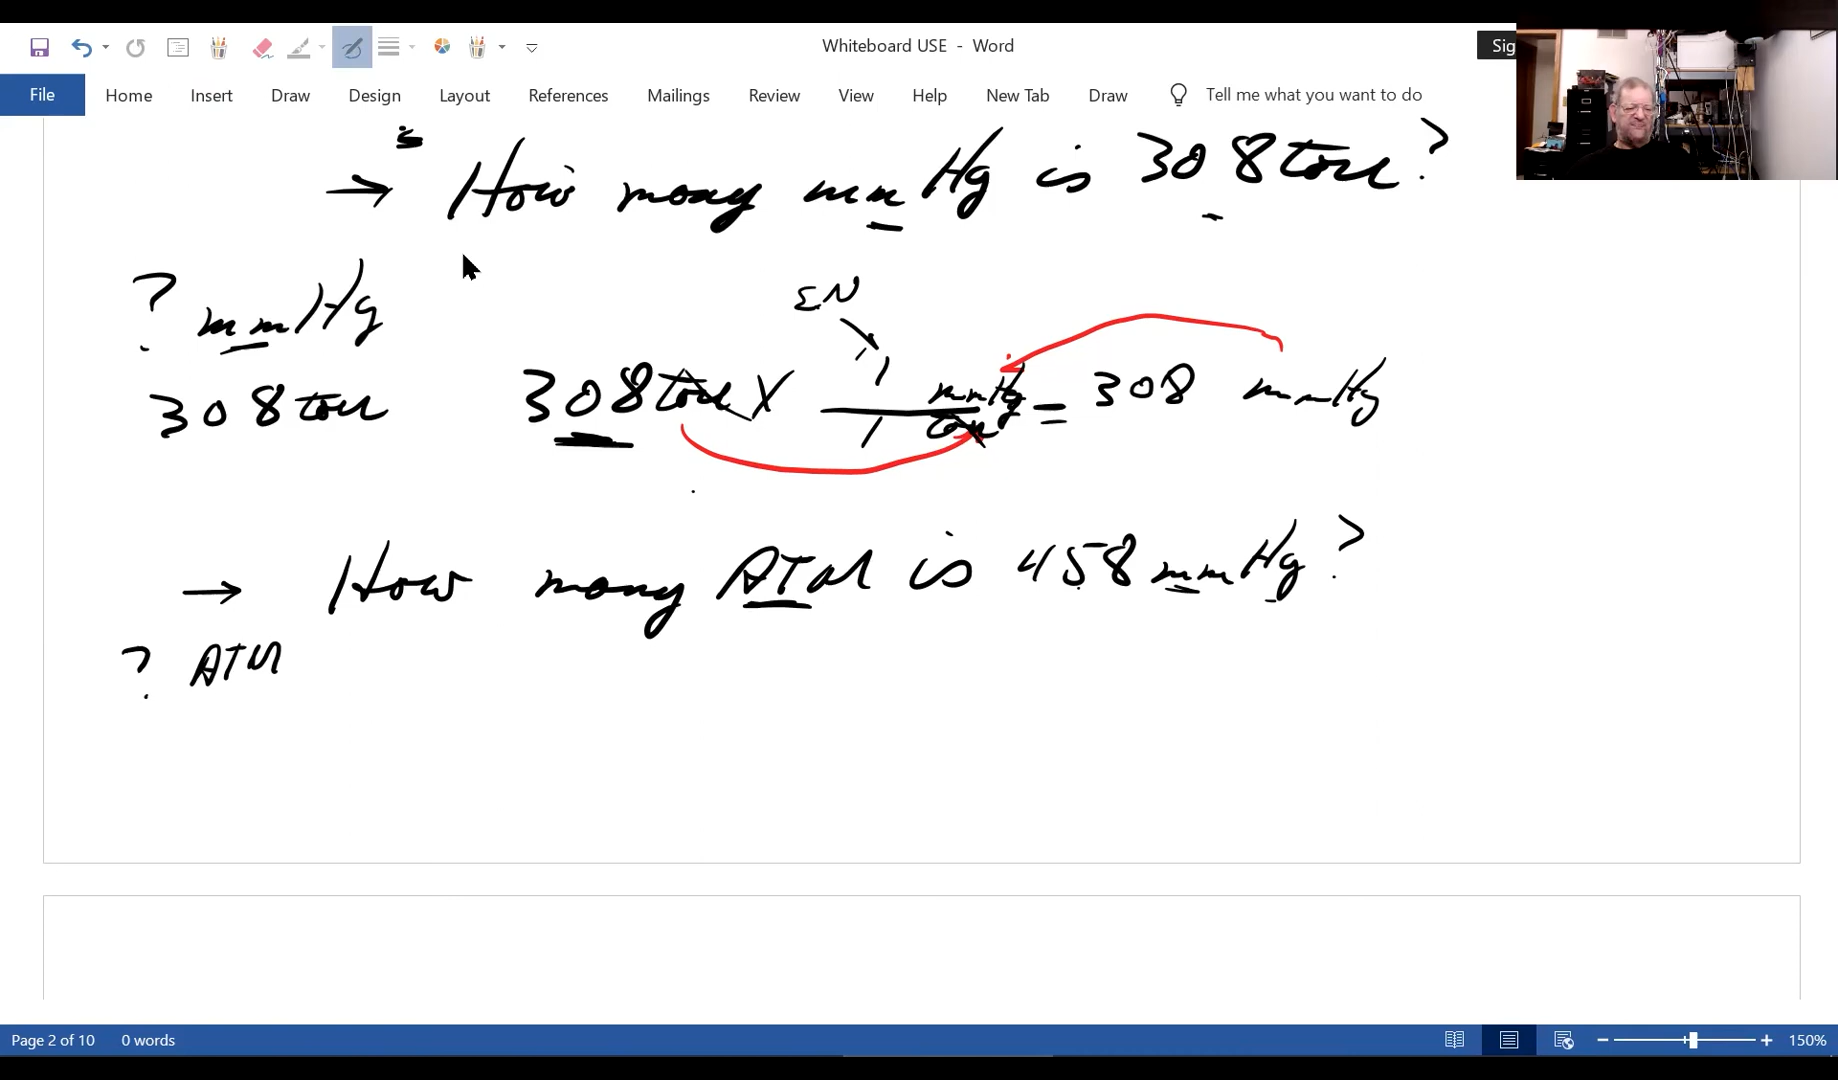 Whiteboard USE - Word
Sig
File Home Insert Draw Design Layout References Mailings Review View Help New Tab Draw Tell me what you want to do
→ How many mmHg is 308 torr?
? mmHg
EN
308 torr
308 torr X 1 mmHg = 308 mmHg
1 torr
→ How many ATM is 458 mmHg?
? ATM
Page 2 of 10 0 words 150%